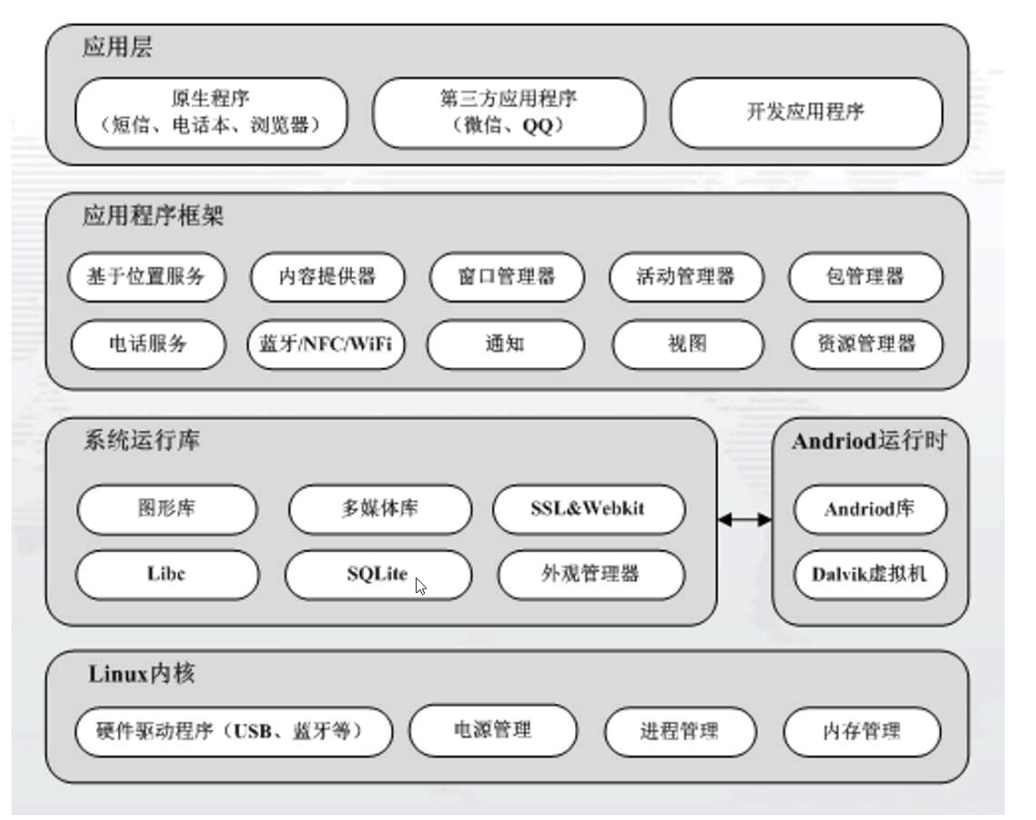 应用层
原生程序
（短信、电话本、浏览器）
第三方应用程序
（微信、QQ）
开发应用程序
应用程序框架
基于位置服务
内容提供器
窗口管理器
活动管理器
包管理器
电话服务
蓝牙/NFC/WiFi
通知
视图
资源管理器
系统运行库
图形库
多媒体库
SSL&Webkit
Libc
SQLite
外观管理器
Andriod运行时
Andriod库
Dalvik虚拟机
Linux内核
硬件驱动程序（USB、蓝牙等）
电源管理
进程管理
内存管理